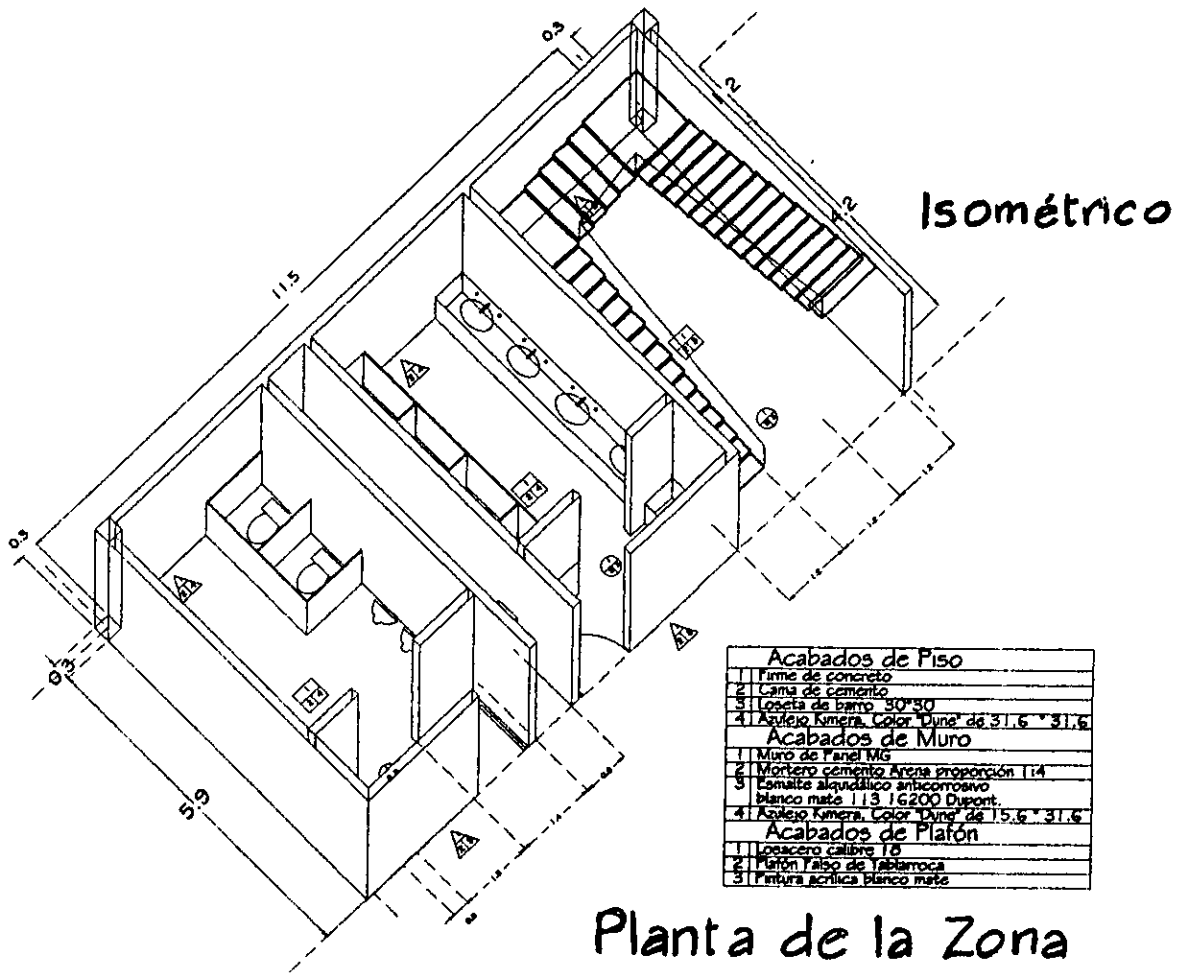 0.3
1.2
4.2
Isométrico
11.5
0.3
0.3
5.9
Acabados de Piso
1 Firme de concreto
2 Cama de cemento
3 Loseta de barro 30*30
4 Azulejo Kimera, Color "Dune" de 31.6 * 31.6
Acabados de Muro
1 Muro de Panel MG
2 Mortero cemento Arena proporción 1:4
3 Esmalte alquidálico anticorrosivo
blanco mate 113 16200 Dupont.
4 Azulejo Kimera, Color "Dune" de 15.6 * 31.6
Acabados de Plafón
1 Losacero calibre 18
2 Plafón Falso de Tablarroca
3 Pintura acrílica blanco mate
Planta de la Zona